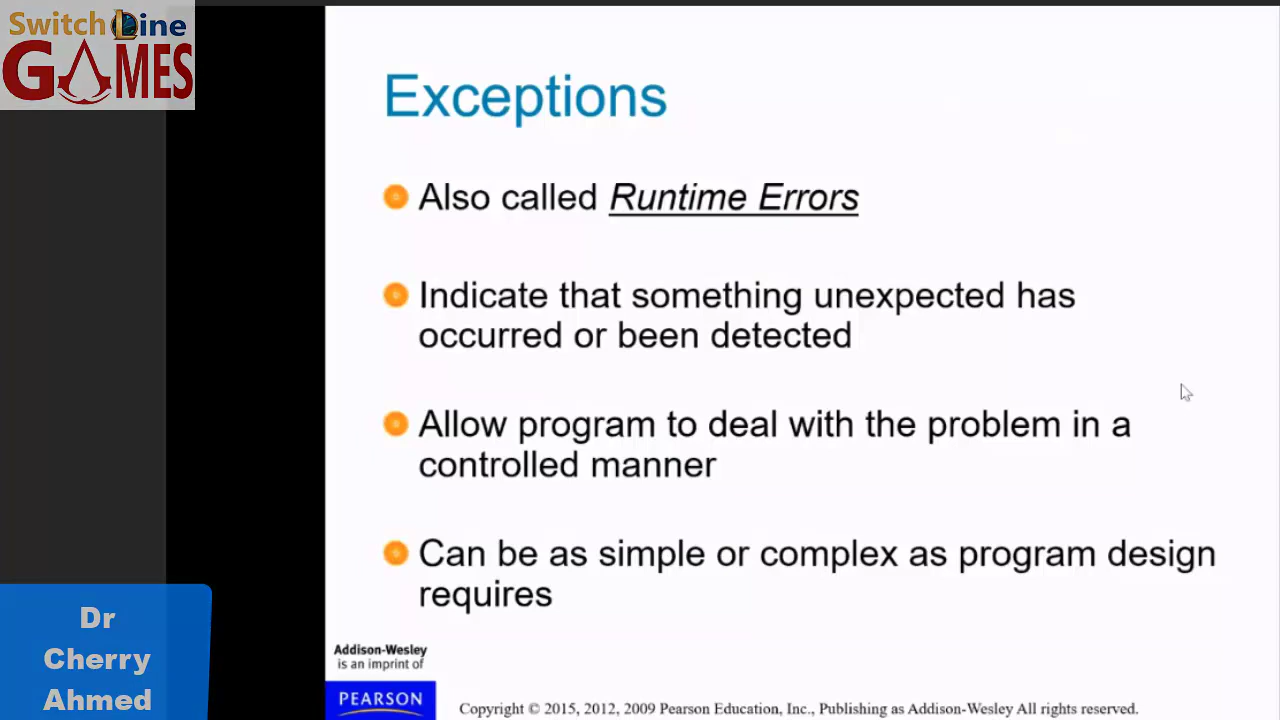 Switch Line
GAMES
Exceptions
Also called Runtime Errors
Indicate that something unexpected has
occurred or been detected
Allow program to deal with the problem in a
controlled manner
Can be as simple or complex as program design
requires
Addison-Wesley
is an imprint of
PEARSON
Copyright © 2015, 2012, 2009 Pearson Education, Inc., Publishing as Addison-Wesley All rights reserved.
Dr
Cherry
Ahmed